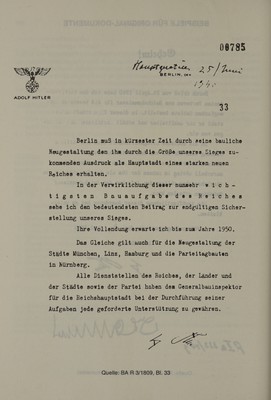 00785
Hauptquartier
BERLIN, DEN
25/Juni
ADOLF HITLER
33
Berlin muß in kürzester Zeit durch seine bauliche
Neugestaltung den ihm durch die Größe unseres Sieges zu-
kommenden Ausdruck als Hauptstadt eines starken neuen
Reiches erhalten.
In der Verwirklichung dieser nunmehr w i c h -
t i g s t e n B a u a u f g a b e d e s R e i c h e s
sehe ich den bedeutendsten Beitrag zur endgültigen Sicher-
stellung unseres Sieges.
Ihre Vollendung erwarte ich bis zum Jahre 1950.
Das Gleiche gilt auch für die Neugestaltung der
Städte München, Linz, Hamburg und die Parteitagbauten
in Nürnberg.
Alle Dienststellen des Reiches, der Länder und
der Städte sowie der Partei haben dem Generalbauinspektor
für die Reichshauptstadt bei der Durchführung seiner
Aufgaben jede geforderte Unterstützung zu gewähren.
Quelle: BA R 3/1809, Bl. 33